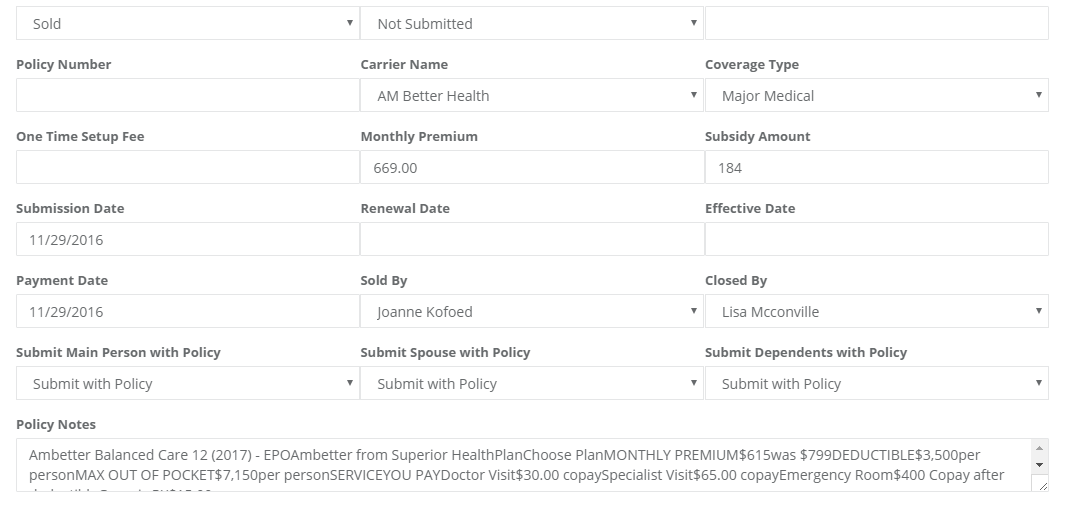 Sold Not Submitted
Policy Number Carrier Name Coverage Type
AM Better Health Major Medical
One Time Setup Fee Monthly Premium Subsidy Amount
669.00 184
Submission Date Renewal Date Effective Date
11/29/2016
Payment Date Sold By Closed By
11/29/2016 Joanne Kofoed Lisa Mcconville
Submit Main Person with Policy Submit Spouse with Policy Submit Dependents with Policy
Submit with Policy Submit with Policy Submit with Policy
Policy Notes
Ambetter Balanced Care 12 (2017) - EPOAmbetter from Superior HealthPlanChoose PlanMONTHLY PREMIUM$615was $799DEDUCTIBLE$3,500per
personMAX OUT OF POCKET$7,150per personSERVICEYOU PAYDoctor Visit$30.00 copaySpecialist Visit$65.00 copayEmergency Room$400 Copay after